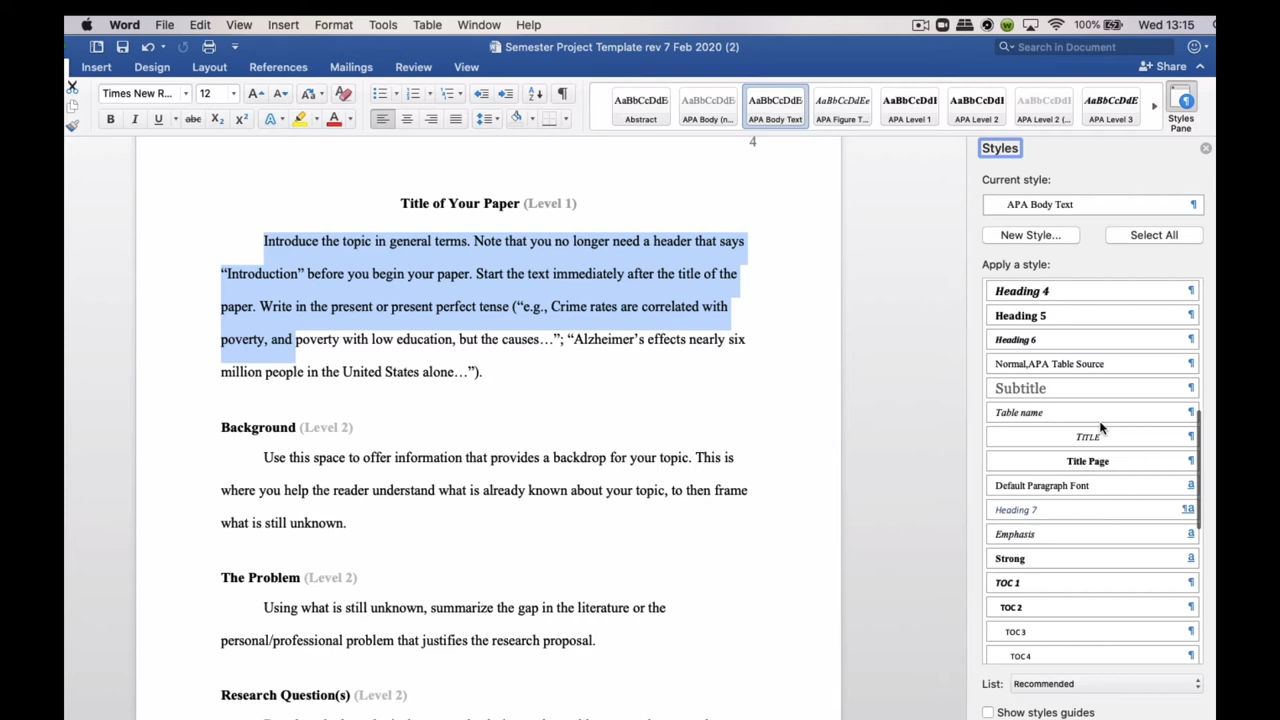 Word File Edit View Insert Format Tools Table Window Help 100% Wed 13:15
Semester Project Template rev 7 Feb 2020 (2) Search in Document
Insert Design Layout References Mailings Review View Share
Times New R... 12 AaBbCcDdE AaBbCcDdE AaBbCcDdE AaBbCcDdEe AaBbCcDdI AaBbCcDdI AaBbCcDdI AaBbCcDdE
Abstract APA Body (n... APA Body Text APA Figure T... APA Level 1 APA Level 2 APA Level 2 (... APA Level 3 Styles Pane
4
Title of Your Paper (Level 1)
Introduce the topic in general terms. Note that you no longer need a header that says
“Introduction” before you begin your paper. Start the text immediately after the title of the
paper. Write in the present or present perfect tense (“e.g., Crime rates are correlated with
poverty, and poverty with low education, but the causes…”; “Alzheimer’s effects nearly six
million people in the United States alone…”).
Background (Level 2)
Use this space to offer information that provides a backdrop for your topic. This is
where you help the reader understand what is already known about your topic, to then frame
what is still unknown.
The Problem (Level 2)
Using what is still unknown, summarize the gap in the literature or the
personal/professional problem that justifies the research proposal.
Research Question(s) (Level 2)
Styles
Current style:
APA Body Text
New Style... Select All
Apply a style:
Heading 4
Heading 5
Heading 6
Normal,APA Table Source
Subtitle
Table name
TITLE
Title Page
Default Paragraph Font
Heading 7
Emphasis
Strong
TOC 1
TOC 2
TOC 3
TOC 4
List: Recommended
Show styles guides